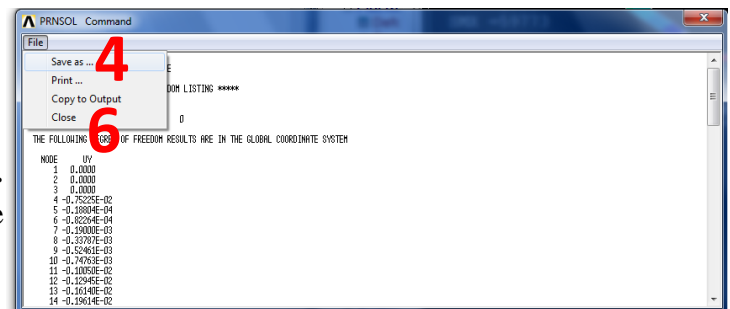 PRNSOL Command
File
Save as ...
4
Print ...
E
OOM LISTING *****
Copy to Output
Close
0
6
THE FOLLOWING DEGREE OF FREEDOM RESULTS ARE IN THE GLOBAL COORDINATE SYSTEM
NODE UY
1 0.0000
2 0.0000
3 0.0000
4 -0.75225E-02
5 -0.18804E-04
6 -0.82264E-04
7 -0.19000E-03
8 -0.33787E-03
9 -0.52461E-03
10 -0.74763E-03
11 -0.10050E-02
12 -0.12945E-02
13 -0.16140E-02
14 -0.19614E-02
e